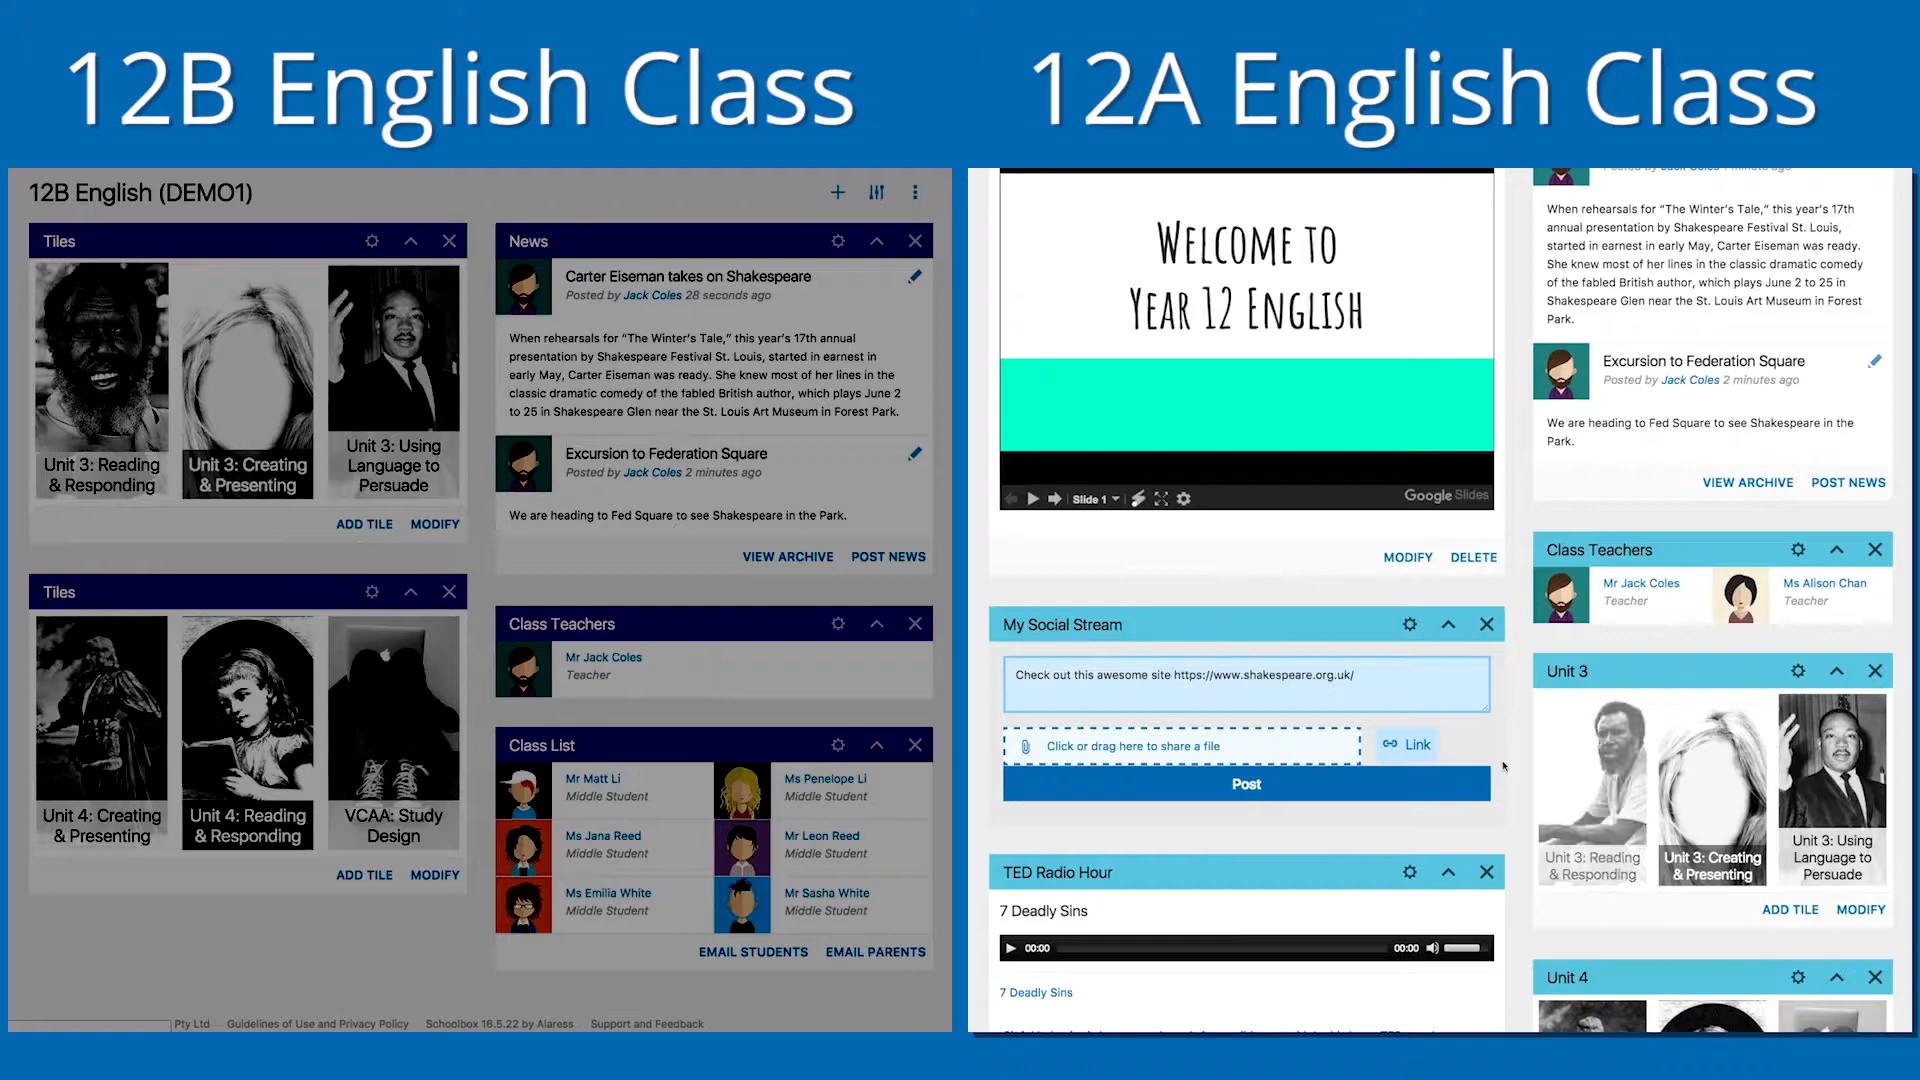 12B English Class
12A English Class
12B English (DEMO1)
Tiles
Unit 3: Reading
& Responding
Unit 3: Creating
& Presenting
Unit 3: Using
Language to
Persuade
ADD TILE MODIFY
Tiles
Unit 4: Creating
& Presenting
Unit 4: Reading
& Responding
VCAA: Study
Design
ADD TILE MODIFY
News
Carter Eiseman takes on Shakespeare
Posted by Jack Coles 28 seconds ago
When rehearsals for “The Winter's Tale,” this year's 17th annual
presentation by Shakespeare Festival St. Louis, started in earnest in
early May, Carter Eiseman was ready. She knew most of her lines in the
classic dramatic comedy of the fabled British author, which plays June 2
to 25 in Shakespeare Glen near the St. Louis Art Museum in Forest Park.
Excursion to Federation Square
Posted by Jack Coles 2 minutes ago
We are heading to Fed Square to see Shakespeare in the Park.
VIEW ARCHIVE POST NEWS
Class Teachers
Mr Jack Coles
Teacher
Class List
Mr Matt Li
Middle Student
Ms Penelope Li
Middle Student
Ms Jana Reed
Middle Student
Mr Leon Reed
Middle Student
Ms Emilia White
Middle Student
Mr Sasha White
Middle Student
EMAIL STUDENTS EMAIL PARENTS
Pty Ltd Guidelines of Use and Privacy Policy Schoolbox 16.5.22 by Alaress Support and Feedback
WELCOME TO
YEAR 12 ENGLISH
Slide 1
Google Slides
MODIFY DELETE
My Social Stream
Check out this awesome site https://www.shakespeare.org.uk/
Click or drag here to share a file
Link
Post
TED Radio Hour
7 Deadly Sins
00:00 00:00
7 Deadly Sins
When rehearsals for “The Winter's Tale,” this year's 17th
annual presentation by Shakespeare Festival St. Louis,
started in earnest in early May, Carter Eiseman was ready.
She knew most of her lines in the classic dramatic comedy
of the fabled British author, which plays June 2 to 25 in
Shakespeare Glen near the St. Louis Art Museum in Forest
Park.
Excursion to Federation Square
Posted by Jack Coles 2 minutes ago
We are heading to Fed Square to see Shakespeare in the
Park.
VIEW ARCHIVE POST NEWS
Class Teachers
Mr Jack Coles
Teacher
Ms Alison Chan
Teacher
Unit 3
Unit 3: Reading
& Responding
Unit 3: Creating
& Presenting
Unit 3: Using
Language to
Persuade
ADD TILE MODIFY
Unit 4